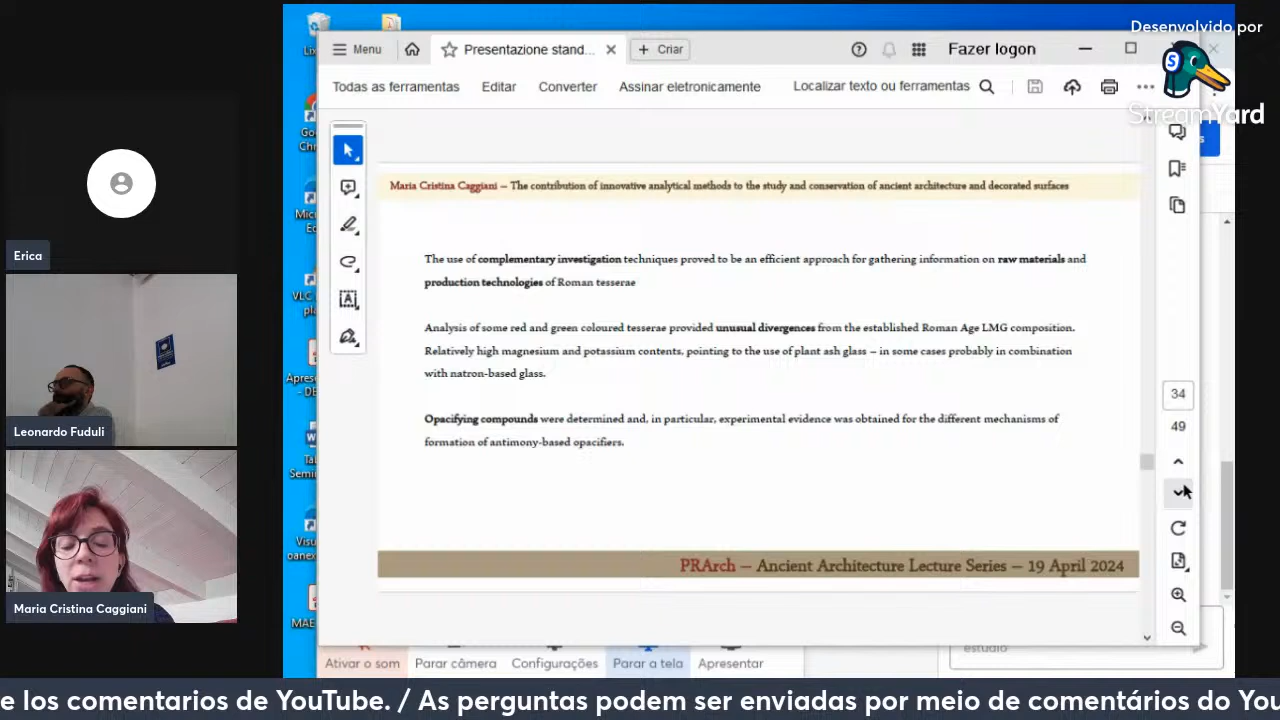 Desenvolvido por
StreamYard
Menu
Presentazione stand...
Criar
Fazer logon
Todas as ferramentas
Editar
Converter
Assinar eletronicamente
Localizar texto ou ferramentas
Maria Cristina Caggiani – The contribution of innovative analytical methods to the study and conservation of ancient architecture and decorated surfaces
The use of complementary investigation techniques proved to be an efficient approach for gathering information on raw materials and
production technologies of Roman tesserae
Analysis of some red and green coloured tesserae provided unusual divergences from the established Roman Age LMG composition.
Relatively high magnesium and potassium contents, pointing to the use of plant ash glass – in some cases probably in combination
with natron-based glass.
Opacifying compounds were determined and, in particular, experimental evidence was obtained for the different mechanisms of
formation of antimony-based opacifiers.
34
49
PRArch – Ancient Architecture Lecture Series – 19 April 2024
Erica
Leonardo Fuduli
Maria Cristina Caggiani
Ativar o som
Parar câmera
Configurações
Parar a tela
Apresentar
estúdio
e los comentarios de YouTube. / As perguntas podem ser enviadas por meio de comentários do You